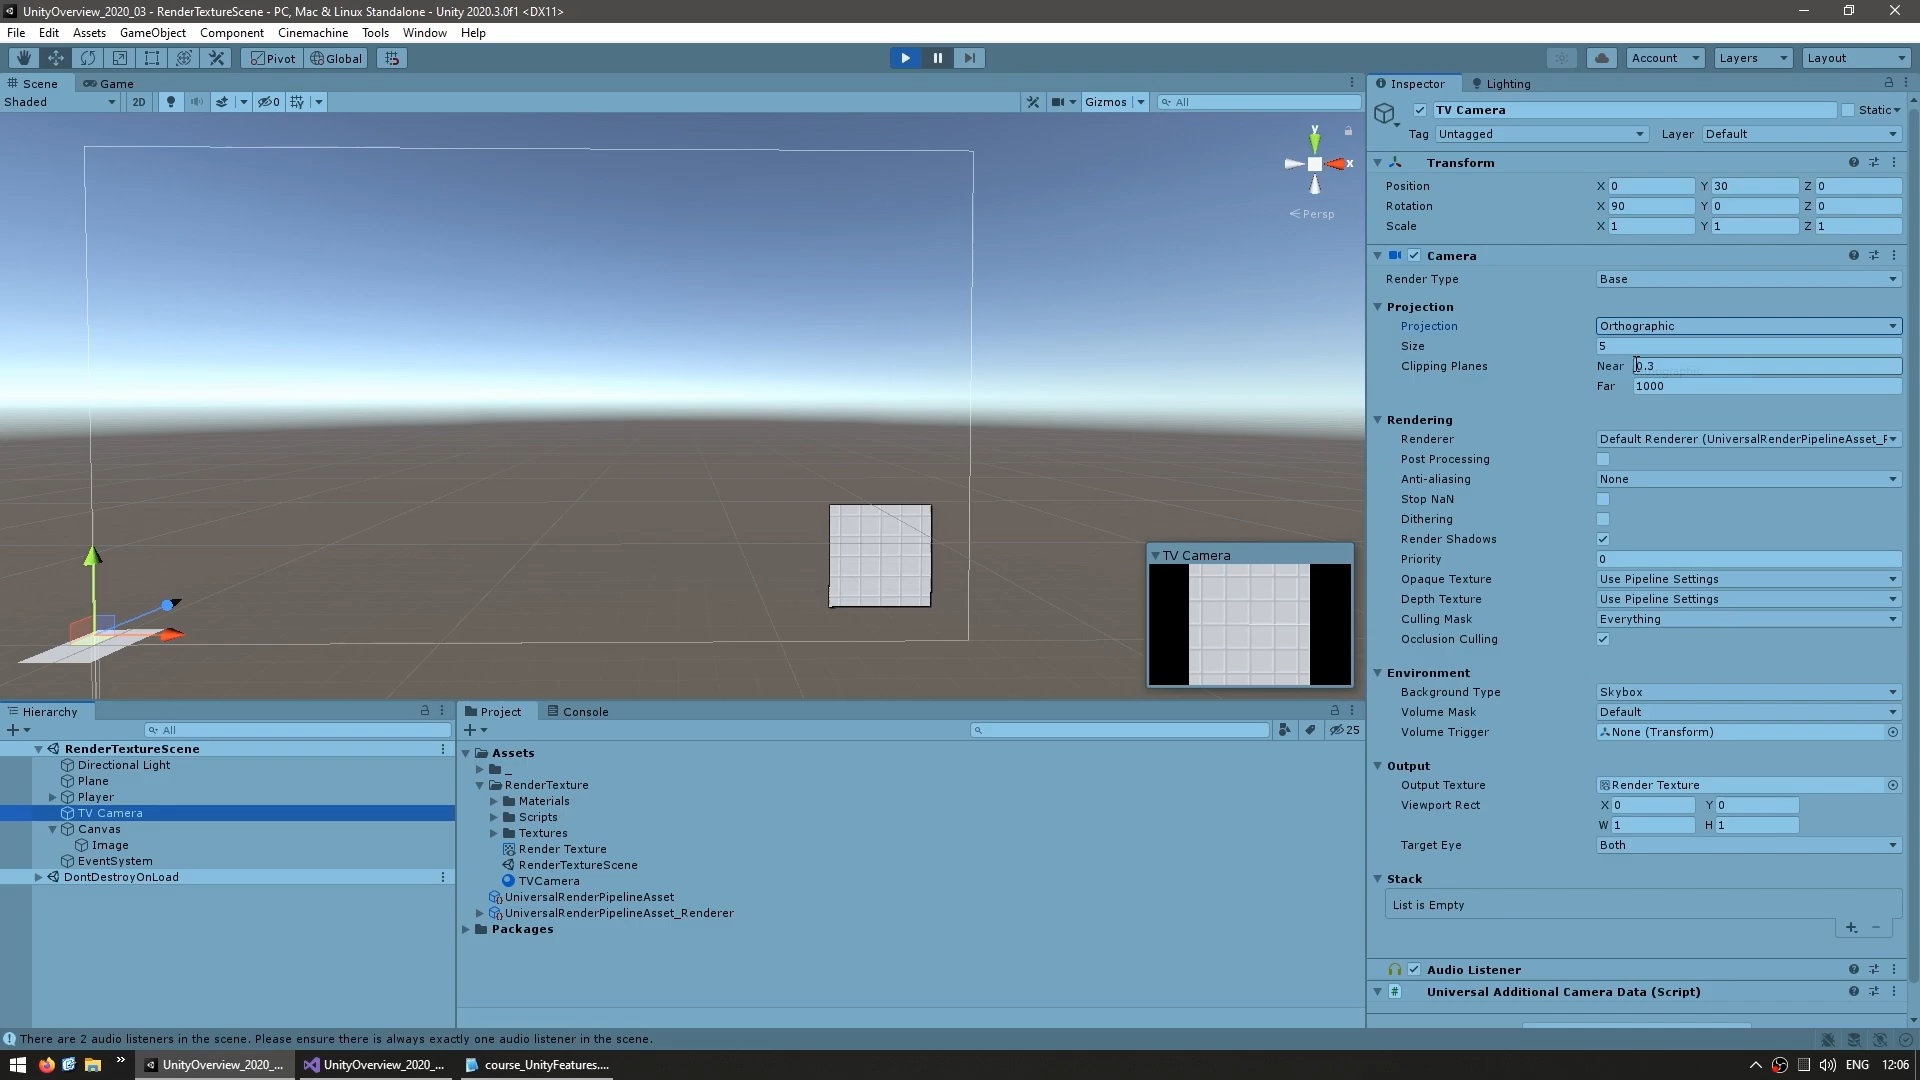 UnityOverview_2020_03 - RenderTextureScene - PC, Mac & Linux Standalone - Unity 2020.3.0f1 <DX11>
File Edit Assets GameObject Component Cinemachine Tools Window Help
Pivot Global Account Layers Layout
Scene Game
Shaded 2D 0 Gizmos All
y
x
Persp
TV Camera
Inspector Lighting
TV Camera Static
Tag Untagged Layer Default
Transform
Position X 0 Y 30 Z 0
Rotation X 90 Y 0 Z 0
Scale X 1 Y 1 Z 1
Camera
Render Type Base
Projection
Projection Orthographic
Size 5
Clipping Planes Near 0.3
Far 1000
Rendering
Renderer Default Renderer (UniversalRenderPipelineAsset_F
Post Processing
Anti-aliasing None
Stop NaN
Dithering
Render Shadows
Priority 0
Opaque Texture Use Pipeline Settings
Depth Texture Use Pipeline Settings
Culling Mask Everything
Occlusion Culling
Environment
Background Type Skybox
Volume Mask Default
Volume Trigger None (Transform)
Output
Output Texture Render Texture
Viewport Rect X 0 Y 0
W 1 H 1
Target Eye Both
Stack
List is Empty
Audio Listener
# Universal Additional Camera Data (Script)
Hierarchy
All
RenderTextureScene
Directional Light
Plane
Player
TV Camera
Canvas
Image
EventSystem
DontDestroyOnLoad
Project Console
25
Assets
_
RenderTexture
Materials
Scripts
Textures
Render Texture
RenderTextureScene
TVCamera
UniversalRenderPipelineAsset
UniversalRenderPipelineAsset_Renderer
Packages
There are 2 audio listeners in the scene. Please ensure there is always exactly one audio listener in the scene.
UnityOverview_2020_... UnityOverview_2020_... course_UnityFeatures.... ENG 12:06